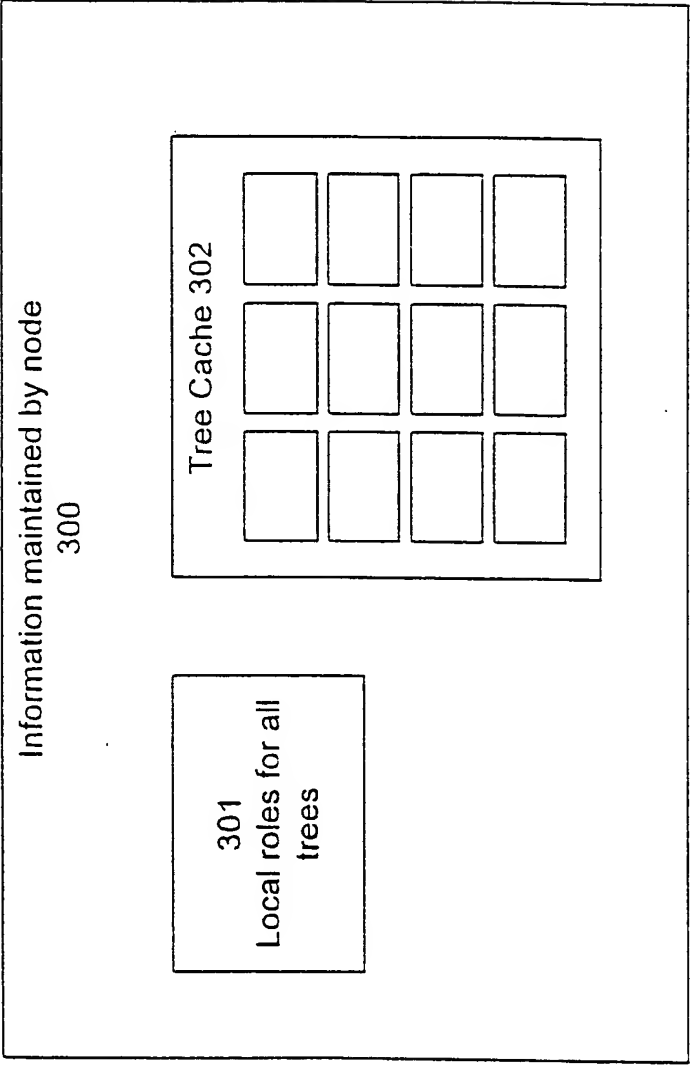 Information maintained by node
300
301
Local roles for all
trees
Tree Cache 302